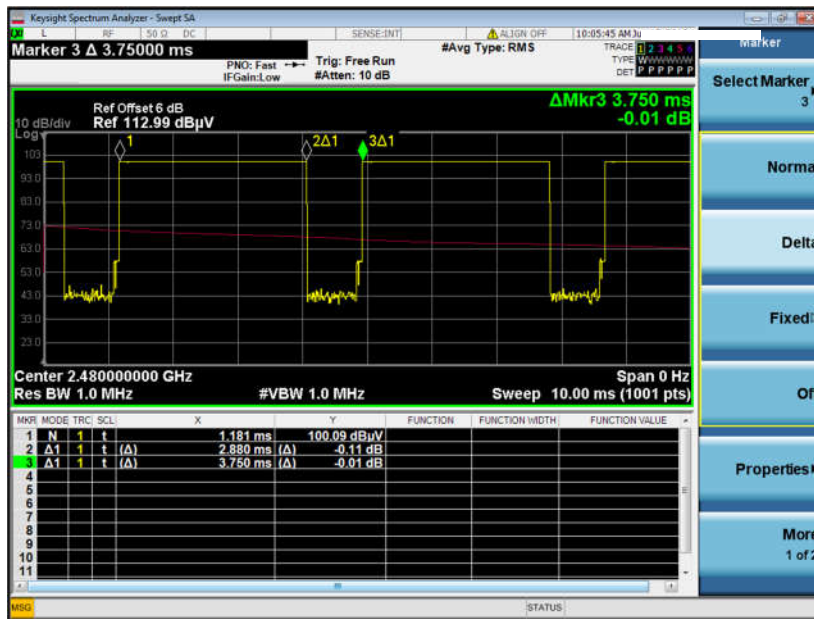 Keysight Spectrum Analyzer - Swept SA
L RF 50 Ω DC SENSE:INT ALIGN OFF 10:05:45 AM
Marker 3 Δ 3.75000 ms
PNO: Fast
IFGain:Low
Trig: Free Run
#Atten: 10 dB
#Avg Type: RMS
TRACE 1 2 3 4 5 6
TYPE W
DET P P P P P P
Marker
Select Marker
3
ΔMkr3 3.750 ms
-0.01 dB
Ref Offset 6 dB
10 dB/div Ref 112.99 dBµV
Log
1 2Δ1 3Δ1
103
93.0
83.0
73.0
63.0
53.0
43.0
33.0
23.0
Norma
Delta
Fixed
Of
Properties
More
1 of 2
Center 2.480000000 GHz Span 0 Hz
Res BW 1.0 MHz #VBW 1.0 MHz Sweep 10.00 ms (1001 pts)
MKR MODE TRC SCL X Y FUNCTION FUNCTION WIDTH FUNCTION VALUE
1 N 1 t 1.181 ms 100.09 dBµV
2 Δ1 1 t (Δ) 2.880 ms (Δ) -0.11 dB
3 Δ1 1 t (Δ) 3.750 ms (Δ) -0.01 dB
4
5
6
7
8
9
10
11
MSG STATUS